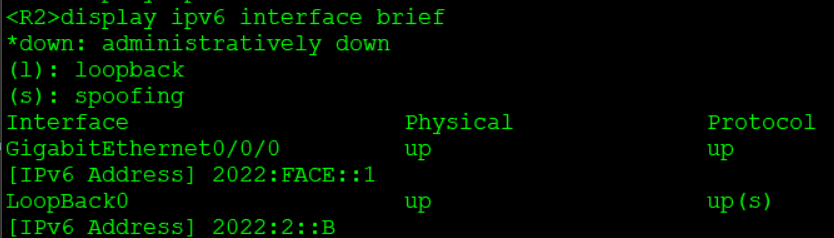 <R2>display ipv6 interface brief
*down: administratively down
(l): loopback
(s): spoofing
Interface Physical Protocol
GigabitEthernet0/0/0 up up
[IPv6 Address] 2022:FACE::1
LoopBack0 up up(s)
[IPv6 Address] 2022:2::B